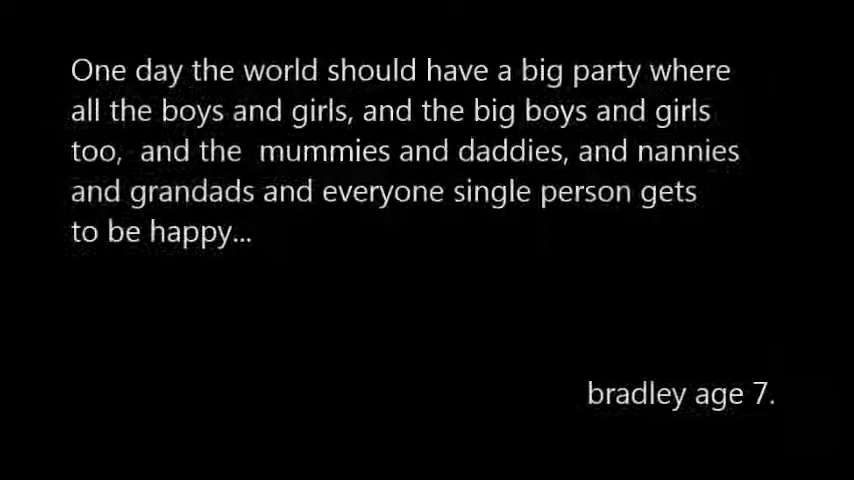 One day the world should have a big party where
all the boys and girls, and the big boys and girls
too,  and the  mummies and daddies, and nannies
and grandads and everyone single person gets
to be happy...
bradley age 7.